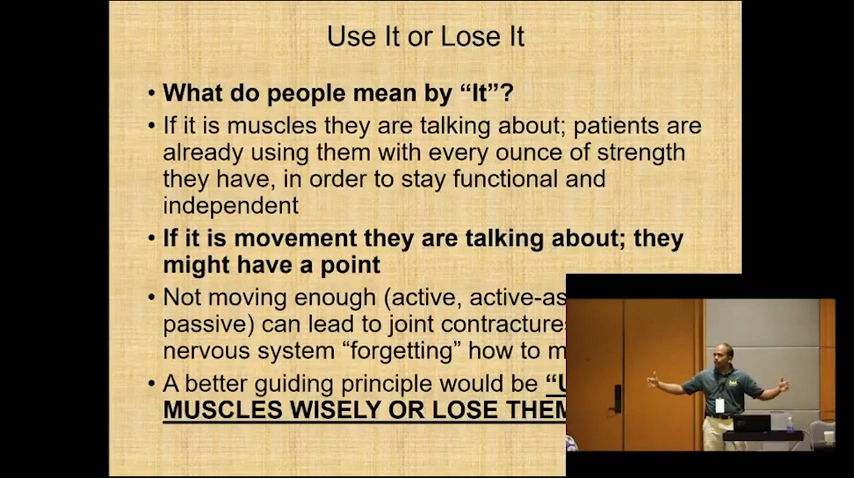 Use It or Lose It
• What do people mean by “It”?
• If it is muscles they are talking about; patients are
already using them with every ounce of strength
they have, in order to stay functional and
independent
• If it is movement they are talking about; they
might have a point
• Not moving enough (active, active-as
passive) can lead to joint contracture
nervous system “forgetting” how to m
• A better guiding principle would be “U
MUSCLES WISELY OR LOSE THEM